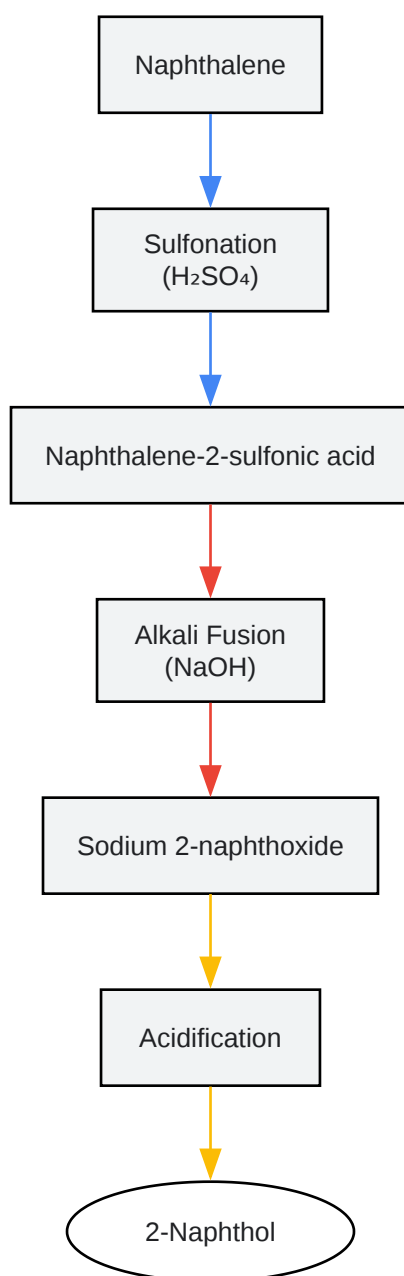 Naphthalene
Sulfonation
(H₂SO₄)
Naphthalene-2-sulfonic acid
Alkali Fusion
(NaOH)
Sodium 2-naphthoxide
Acidification
2-Naphthol